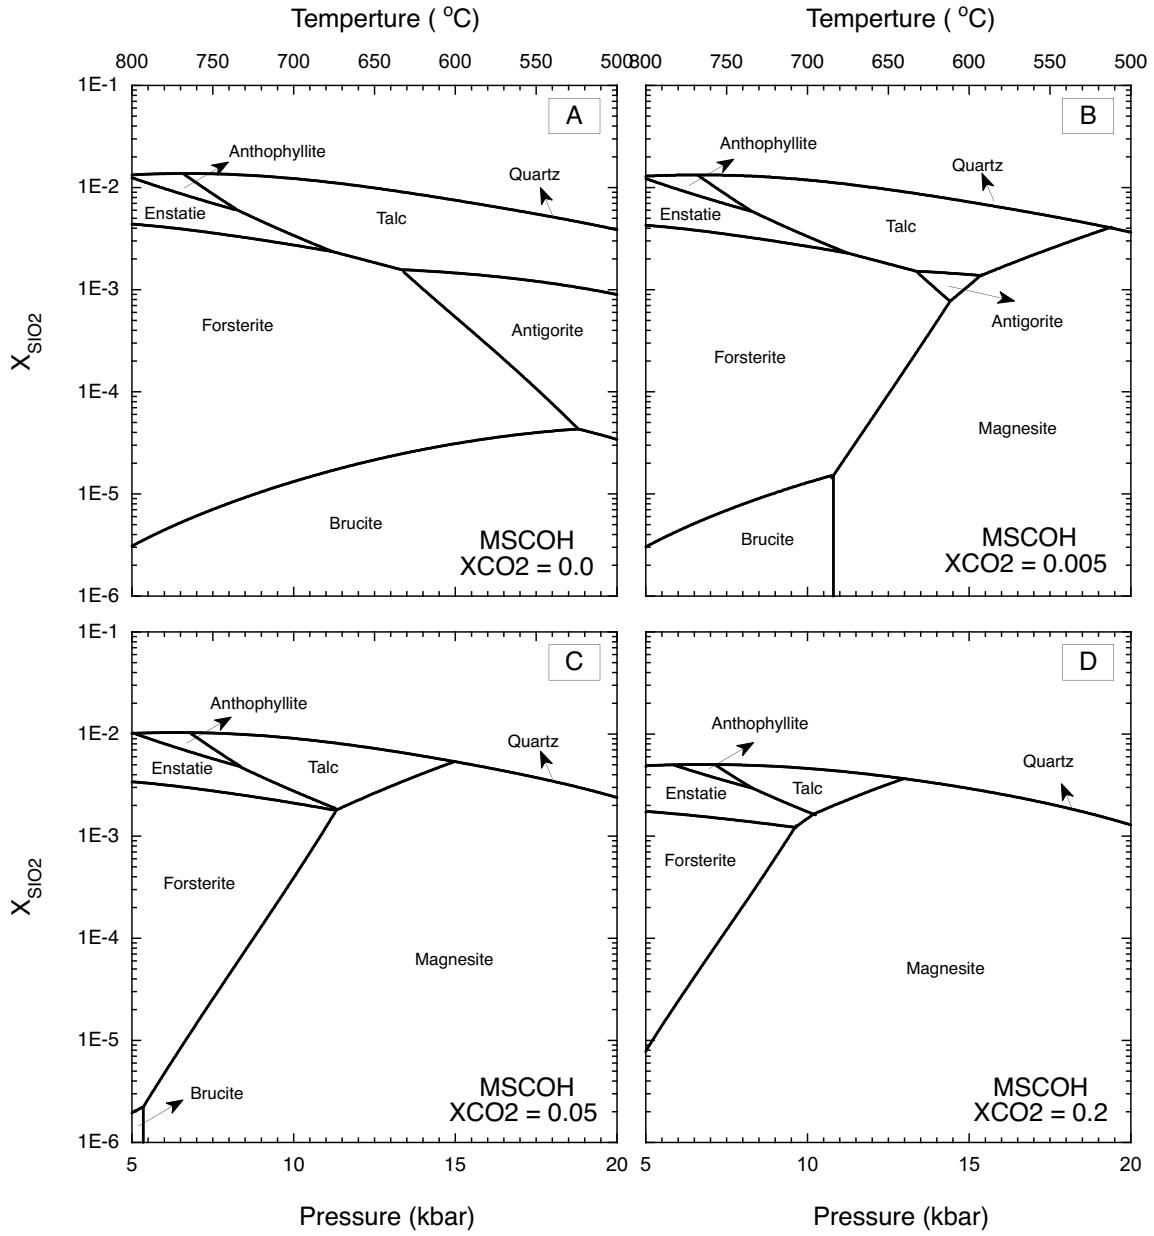 Temperture ( °C)
Temperture ( °C)
800 750 700 650 600 550 500
800 750 700 650 600 550 500
1E-1
1E-2
1E-3
1E-4
1E-5
1E-6
X_SIO2
A
Anthophyllite
Quartz
Enstatie
Talc
Forsterite
Antigorite
Brucite
MSCOH
XCO2 = 0.0
B
Anthophyllite
Quartz
Enstatie
Talc
Antigorite
Forsterite
Magnesite
Brucite
MSCOH
XCO2 = 0.005
1E-1
1E-2
1E-3
1E-4
1E-5
1E-6
X_SIO2
C
Anthophyllite
Quartz
Enstatie
Talc
Forsterite
Magnesite
Brucite
MSCOH
XCO2 = 0.05
D
Anthophyllite
Quartz
Enstatie
Talc
Forsterite
Magnesite
MSCOH
XCO2 = 0.2
5 10 15 20
5 10 15 20
Pressure (kbar)
Pressure (kbar)